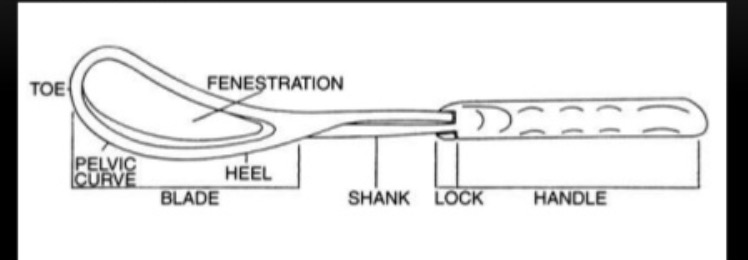 FENESTRATION
TOE
PELVIC
CURVE
HEEL
BLADE
SHANK
LOCK
HANDLE